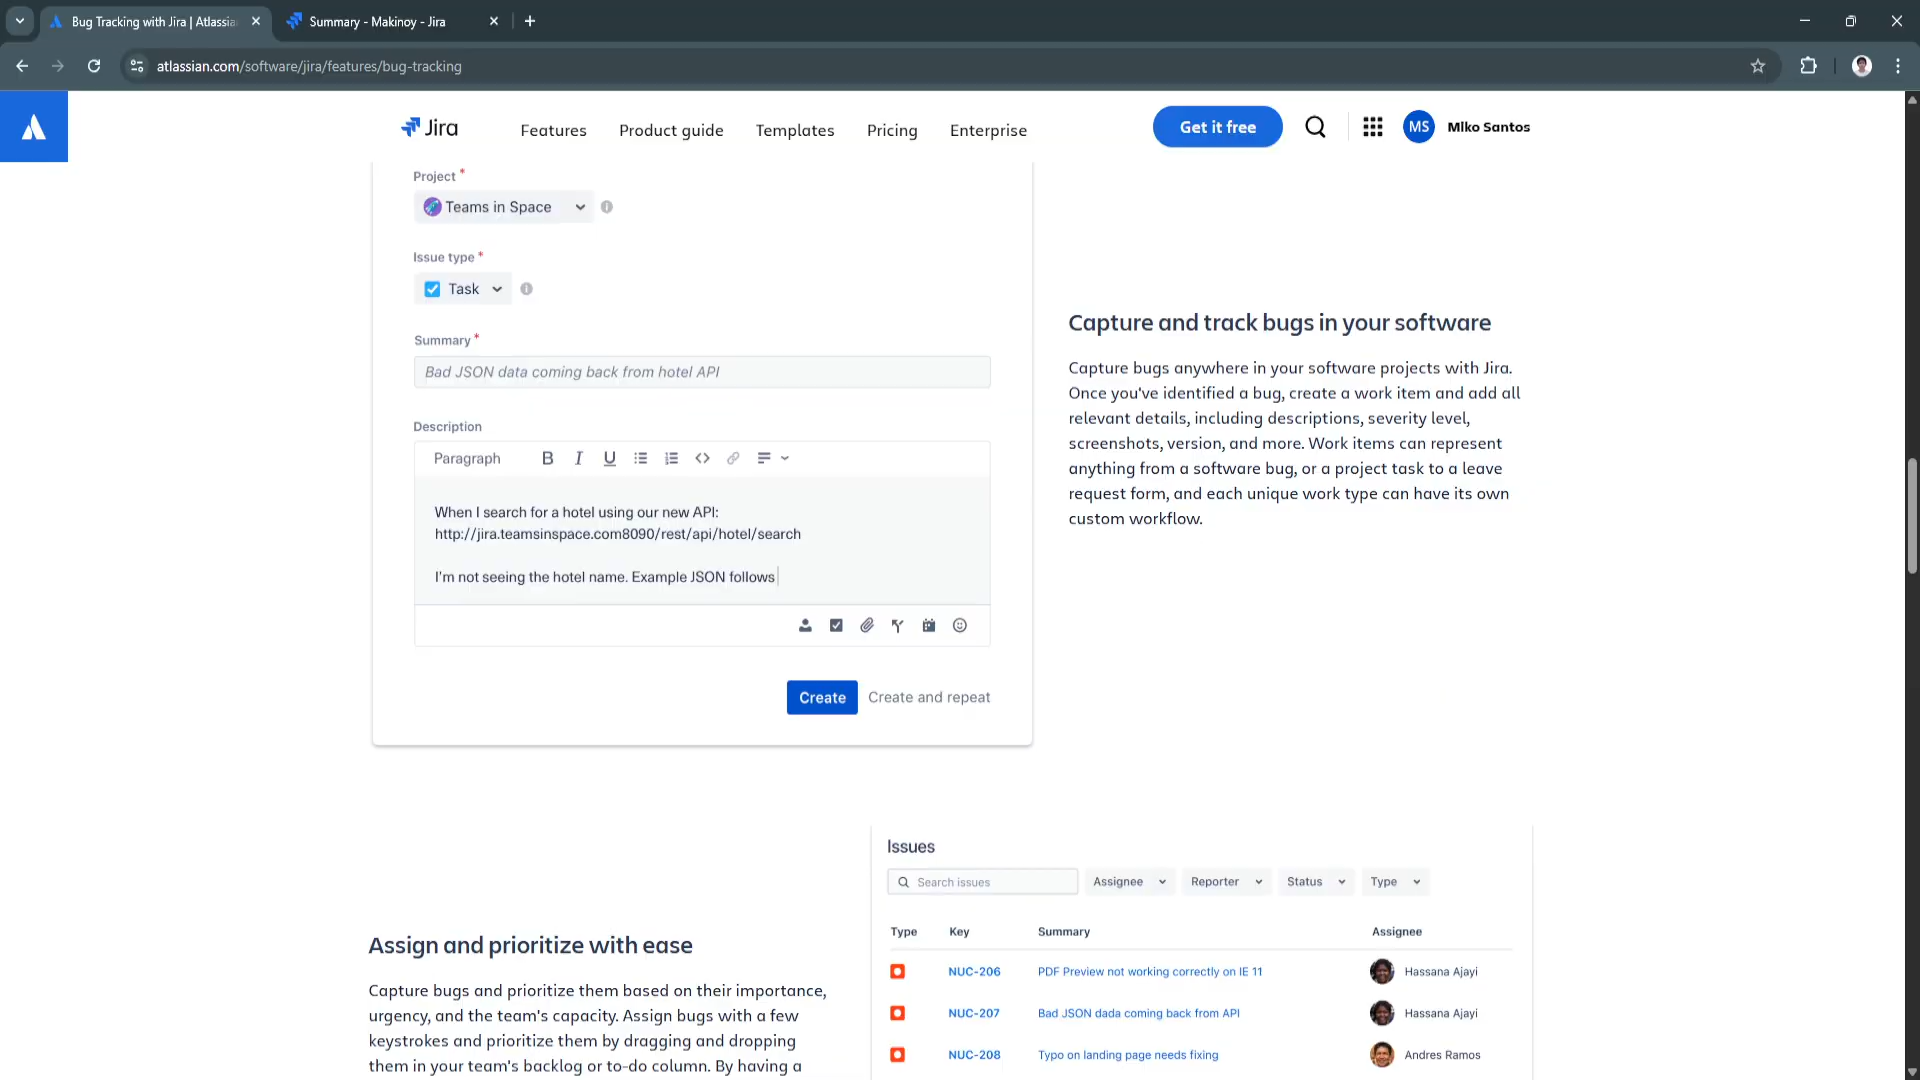 Bug Tracking with Jira | Atlassia
Summary - Makinoy - Jira
atlassian.com/software/jira/features/bug-tracking
Jira
Features
Product guide
Templates
Pricing
Enterprise
Get it free
MS
Miko Santos
Project *
Teams in Space
Issue type *
Task
Summary *
Bad JSON data coming back from hotel API
Description
Paragraph
B I U
When I search for a hotel using our new API:
http://jira.teamsinspace.com8090/rest/api/hotel/search
I'm not seeing the hotel name. Example JSON follows
Create
Create and repeat
Capture and track bugs in your software
Capture bugs anywhere in your software projects with Jira.
Once you've identified a bug, create a work item and add all
relevant details, including descriptions, severity level,
screenshots, version, and more. Work items can represent
anything from a software bug, or a project task to a leave
request form, and each unique work type can have its own
custom workflow.
Assign and prioritize with ease
Capture bugs and prioritize them based on their importance,
urgency, and the team's capacity. Assign bugs with a few
keystrokes and prioritize them by dragging and dropping
them in your team's backlog or to-do column. By having a
Issues
Search issues
Assignee
Reporter
Status
Type
Type Key Summary Assignee
NUC-206 PDF Preview not working correctly on IE 11 Hassana Ajayi
NUC-207 Bad JSON dada coming back from API Hassana Ajayi
NUC-208 Typo on landing page needs fixing Andres Ramos